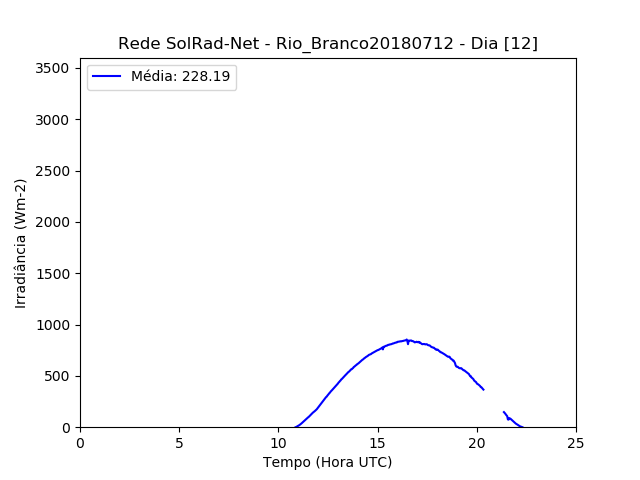 Rede SolRad-Net - Rio_Branco20180712 - Dia [12]
Média: 228.19
3500
3000
2500
2000
1500
1000
500
0
Irradiância (Wm-2)
0 5 10 15 20 25
Tempo (Hora UTC)